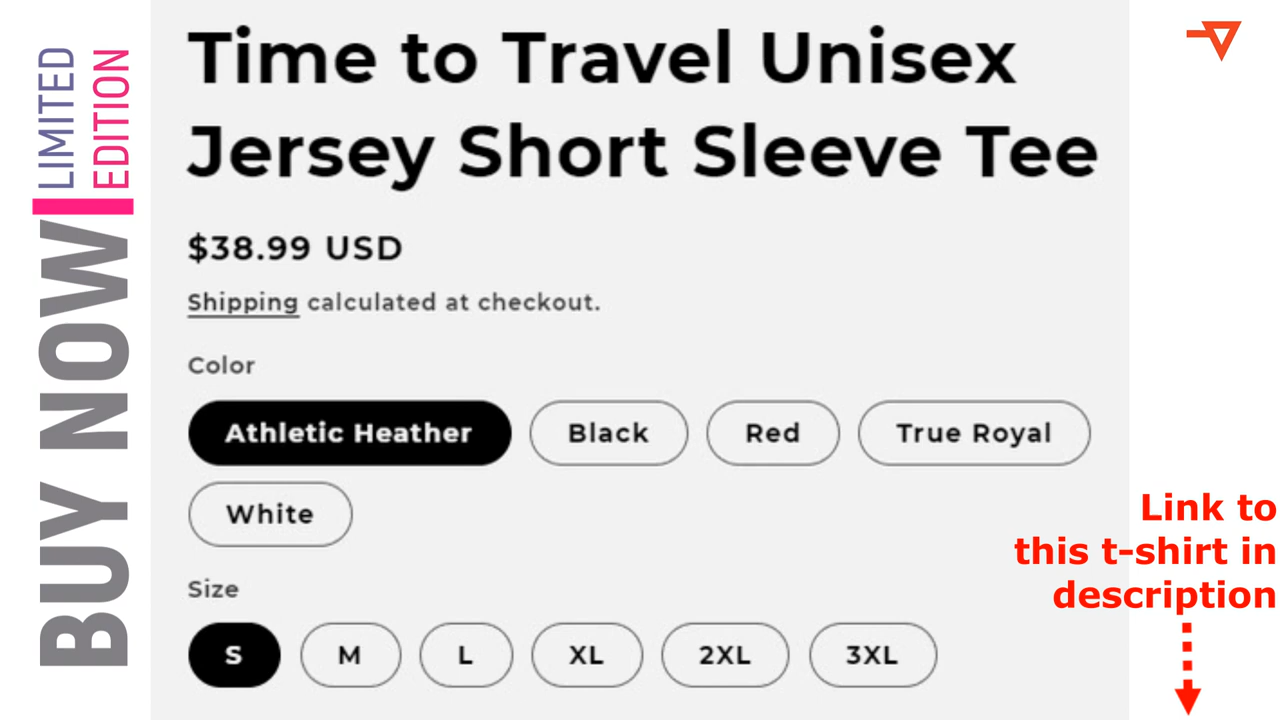 BUY NOW
LIMITED
EDITION
Time to Travel Unisex
Jersey Short Sleeve Tee
$38.99 USD
Shipping calculated at checkout.
Color
Athletic Heather Black Red True Royal
White
Size
S M L XL 2XL 3XL
Link to
this t-shirt in
description